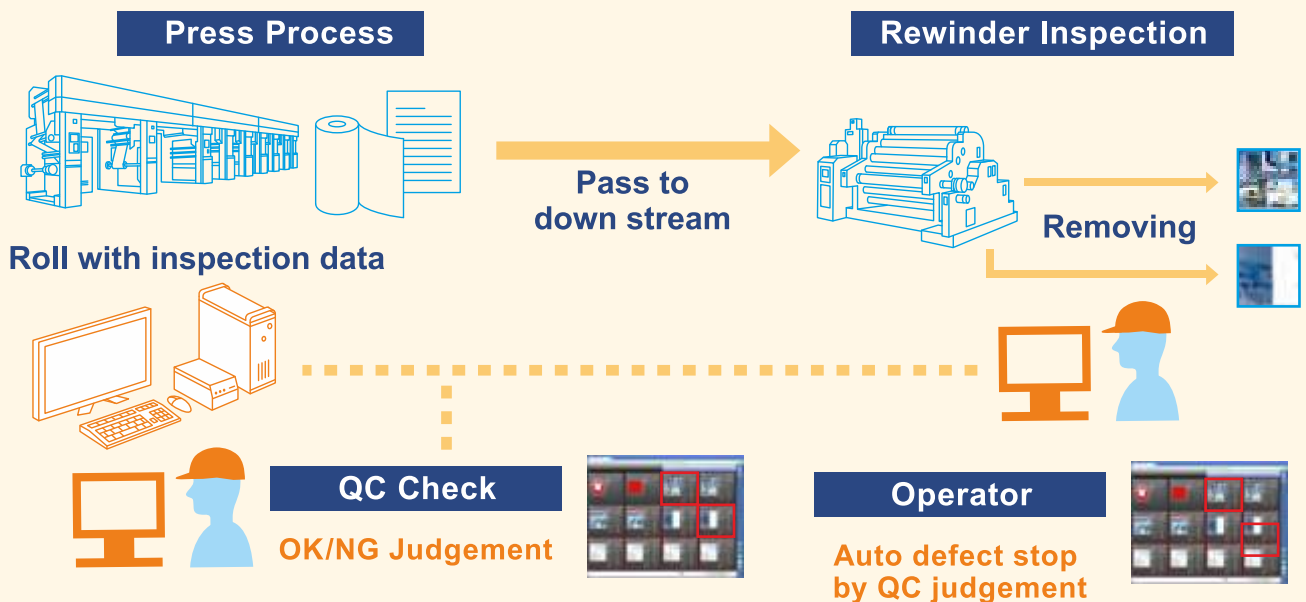 Press Process
Rewinder Inspection
Pass to
down stream
Removing
Roll with inspection data
QC Check
OK/NG Judgement
Operator
Auto defect stop
by QC judgement